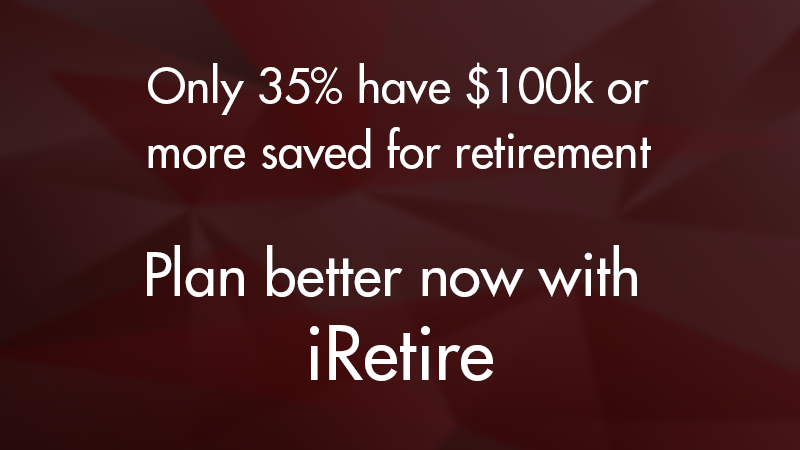 Only 35% have $100k or
more saved for retirement
Plan better now with
iRetire